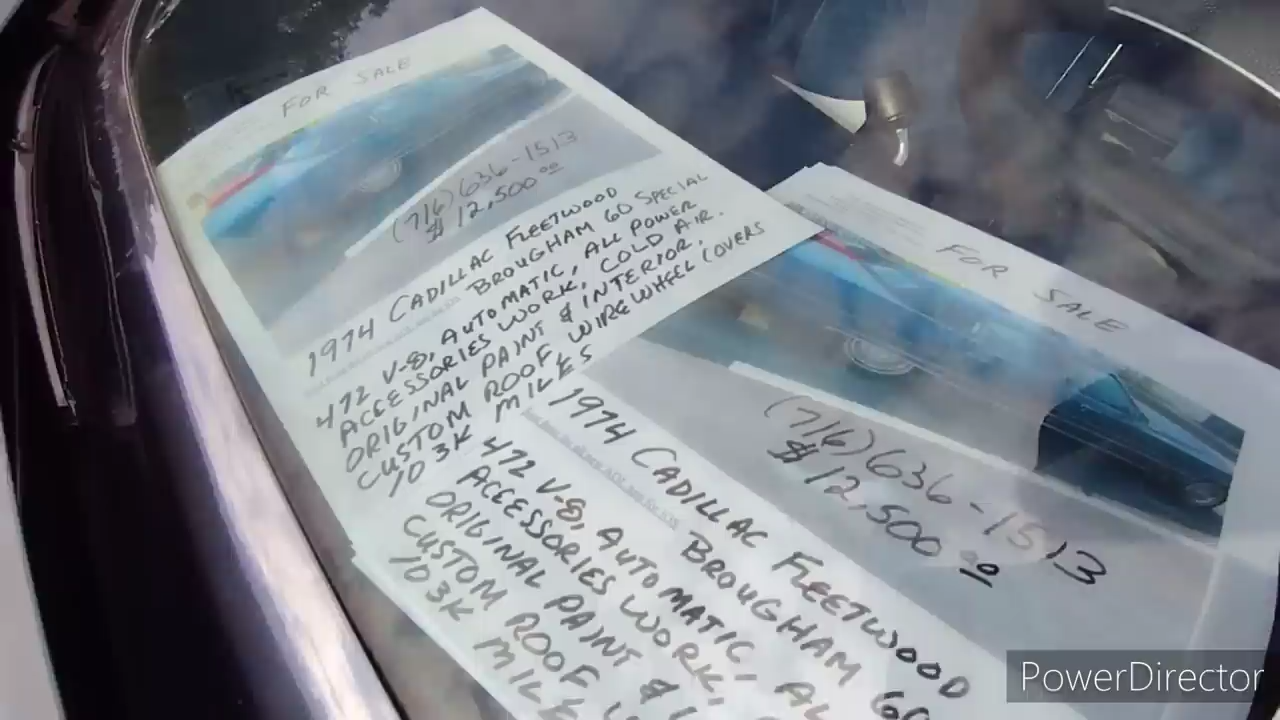 FOR SALE
(716) 636-1513
$12,500.00
1974 CADILLAC FLEETWOOD
BROUGHAM 60 SPECIAL
472 V-8, AUTOMATIC, ALL POWER
ACCESSORIES WORK, COLD AIR.
ORIGINAL PAINT & INTERIOR.
CUSTOM ROOF, WIRE WHEEL COVERS
103K MILES
FOR SALE
(716) 636-1513
$12,500.00
1974 CADILLAC FLEETWOOD
BROUGHAM 60
472 V-8, AUTOMATIC, AL
ACCESSORIES WORK,
ORIGINAL PAINT & I
CUSTOM ROOF, W
103K MILE
PowerDirector